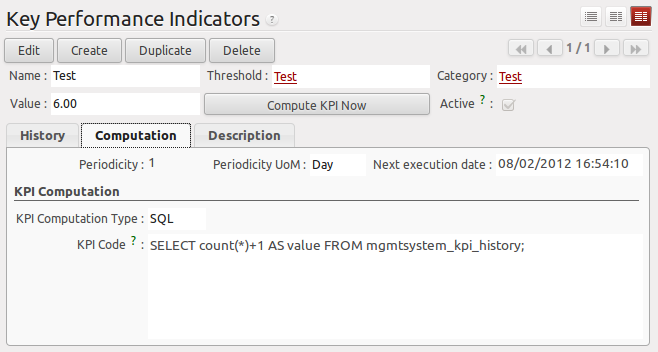 Key Performance Indicators ?
Edit Create Duplicate Delete 1 / 1
Name : Test Threshold : Test Category : Test
Value : 6.00 Compute KPI Now Active ? :
History Computation Description
Periodicity : 1 Periodicity UoM : Day Next execution date : 08/02/2012 16:54:10
KPI Computation
KPI Computation Type : SQL
KPI Code ? : SELECT count(*)+1 AS value FROM mgmtsystem_kpi_history;